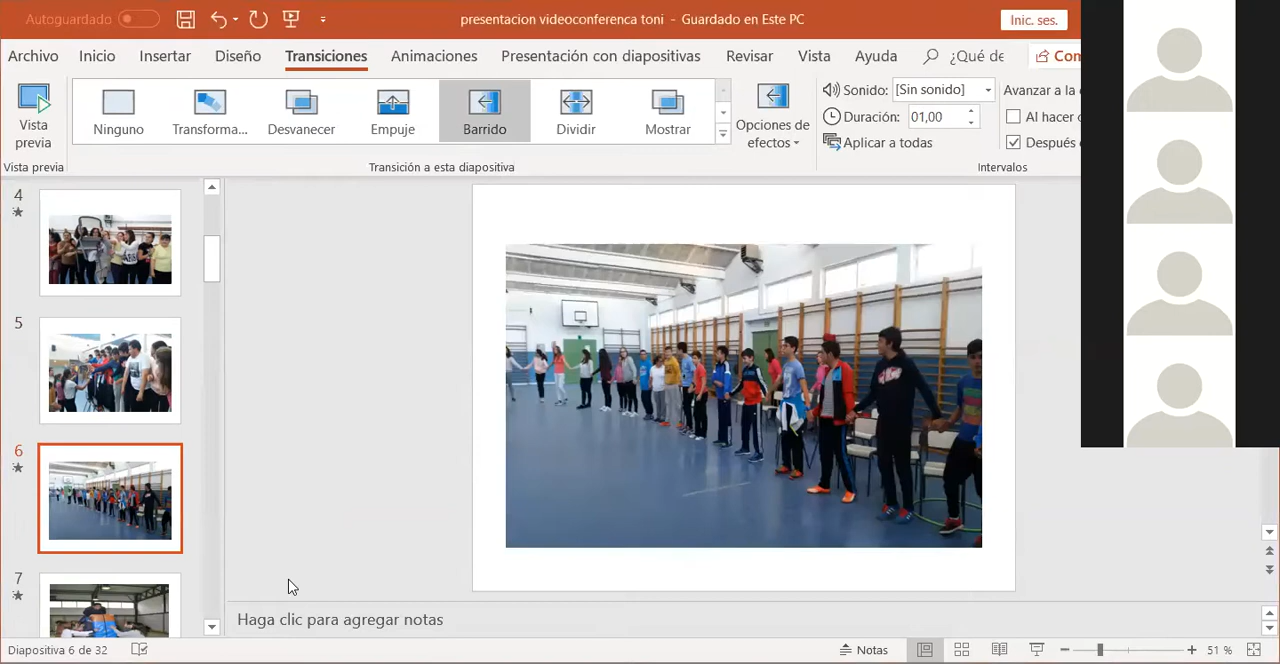 Autoguardado
presentacion videoconferenca toni - Guardado en Este PC
Inic. ses.
Archivo Inicio Insertar Diseño Transiciones Animaciones Presentación con diapositivas Revisar Vista Ayuda ¿Qué de Com
Vista previa
Ninguno Transforma... Desvanecer Empuje Barrido Dividir Mostrar
Opciones de efectos
Sonido: [Sin sonido]
Duración: 01,00
Aplicar a todas
Avanzar a la
Al hacer
Después
Vista previa Transición a esta diapositiva Intervalos
4
5
6
7
Haga clic para agregar notas
Diapositiva 6 de 32 Notas 51 %